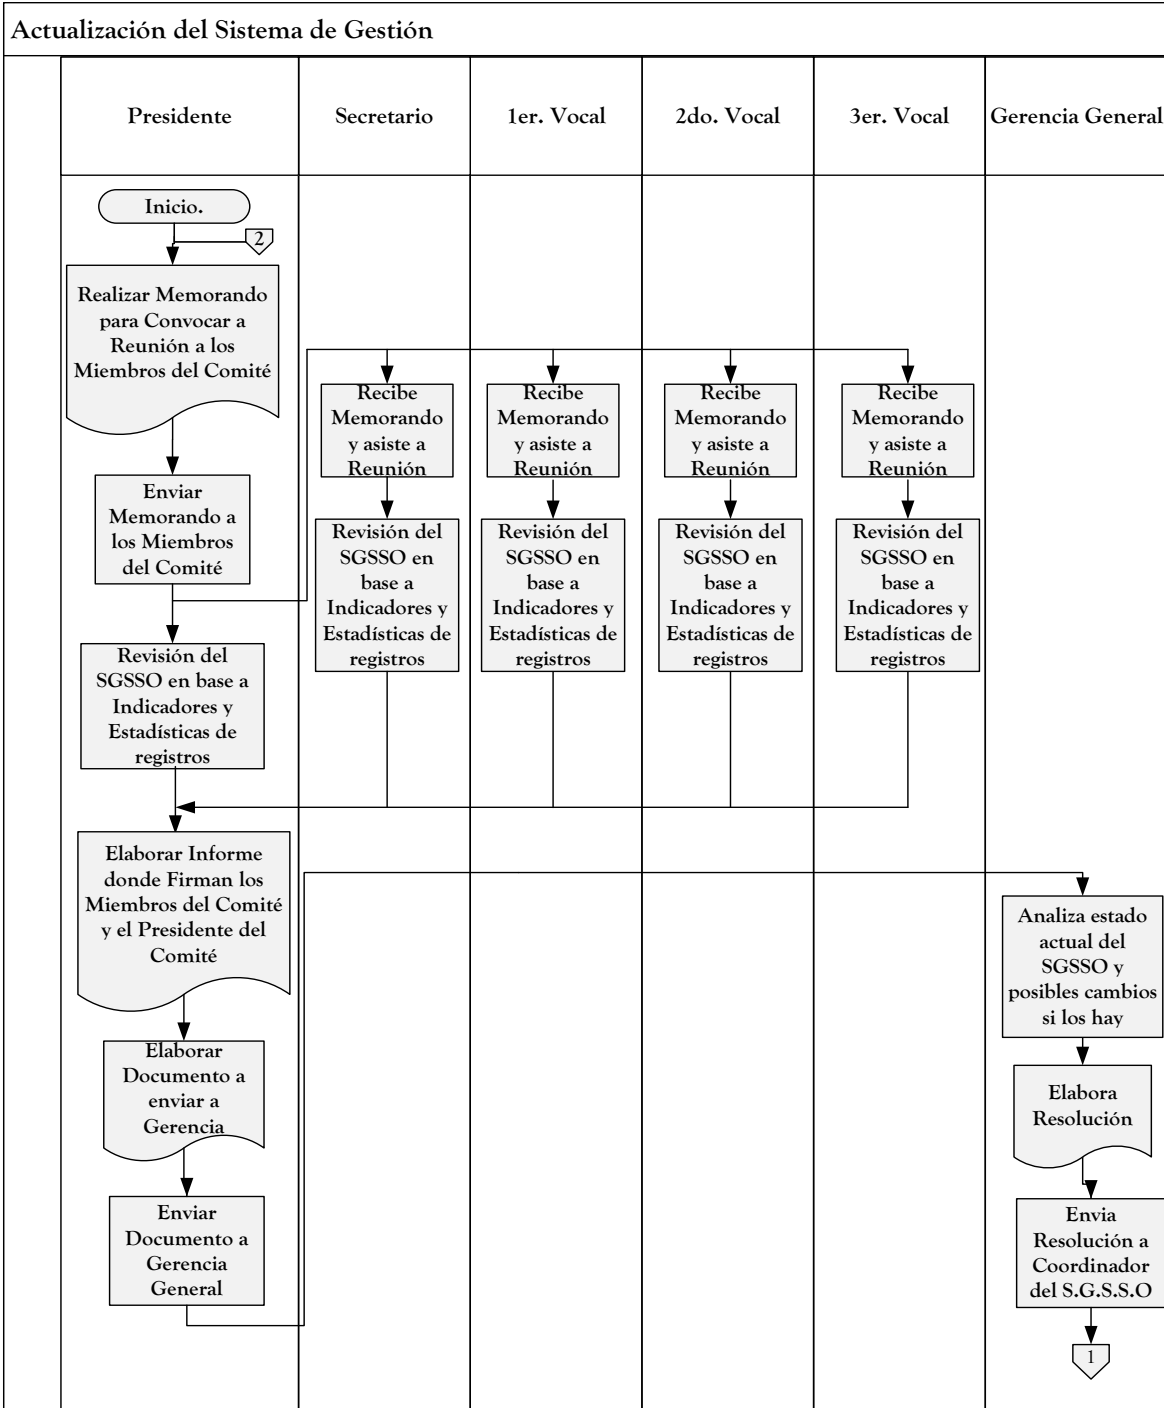 Actualización del Sistema de Gestión
Presidente
Secretario
1er. Vocal
2do. Vocal
3er. Vocal
Gerencia General
Inicio.
2
Realizar Memorando
para Convocar a
Reunión a los
Miembros del Comité
Enviar
Memorando a
los Miembros
del Comité
Revisión del
SGSSO en base a
Indicadores y
Estadísticas de
registros
Elaborar Informe
donde Firman los
Miembros del Comité
y el Presidente del
Comité
Elaborar
Documento a
enviar a
Gerencia
Enviar
Documento a
Gerencia
General
Recibe
Memorando
y asiste a
Reunión
Revisión del
SGSSO en
base a
Indicadores y
Estadísticas de
registros
Recibe
Memorando
y asiste a
Reunión
Revisión del
SGSSO en
base a
Indicadores y
Estadísticas de
registros
Recibe
Memorando
y asiste a
Reunión
Revisión del
SGSSO en
base a
Indicadores y
Estadísticas de
registros
Recibe
Memorando
y asiste a
Reunión
Revisión del
SGSSO en
base a
Indicadores y
Estadísticas de
registros
Analiza estado
actual del
SGSSO y
posibles cambios
si los hay
Elabora
Resolución
Envia
Resolución a
Coordinador
del S.G.S.S.O
1